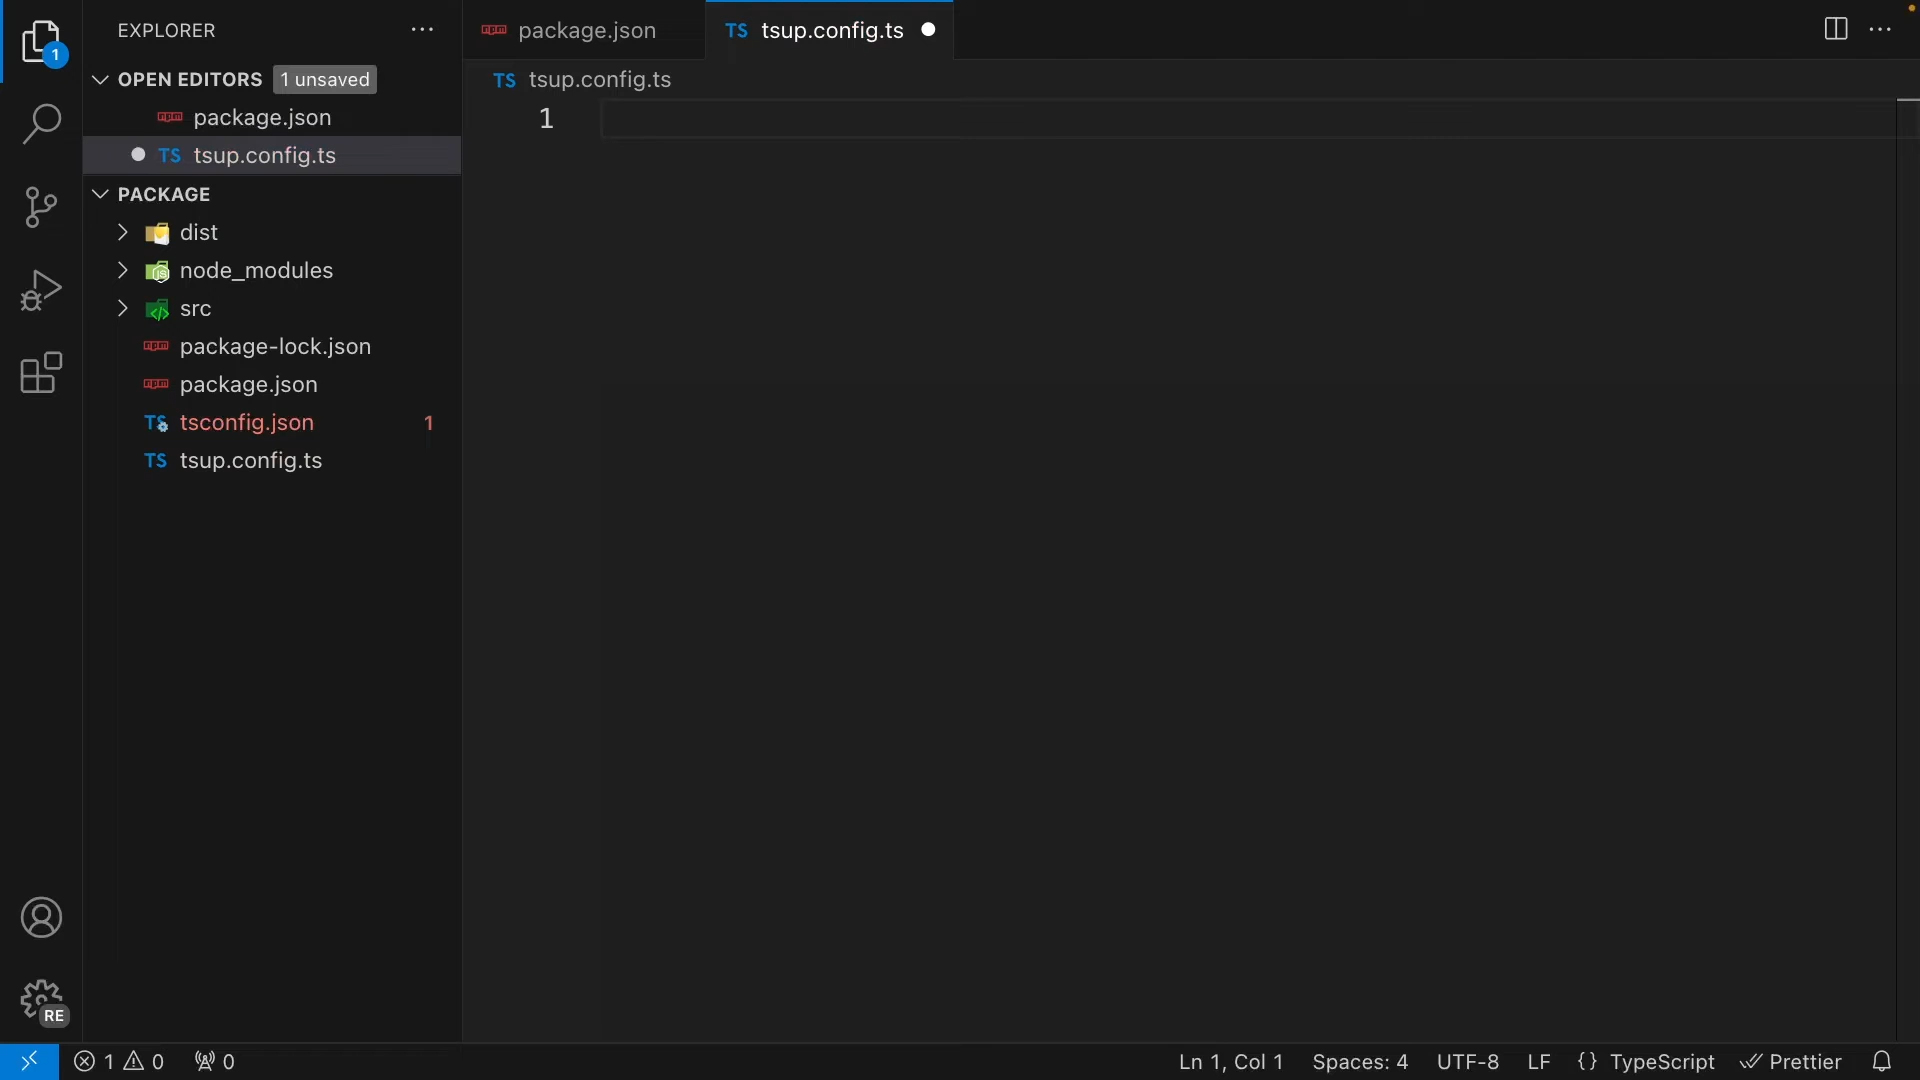 EXPLORER
1
OPEN EDITORS 1 unsaved
package.json
TS tsup.config.ts
PACKAGE
dist
node_modules
src
package-lock.json
package.json
TS tsconfig.json 1
TS tsup.config.ts
RE
package.json
TS tsup.config.ts
TS tsup.config.ts
1
1 0 0
Ln 1, Col 1 Spaces: 4 UTF-8 LF {} TypeScript Prettier